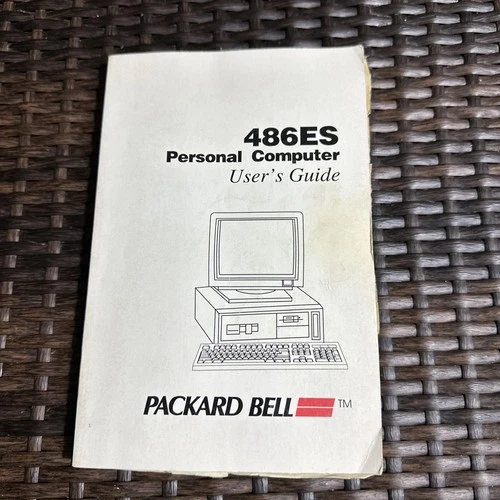 486ES
Personal Computer
User's Guide
PACKARD BELL TM